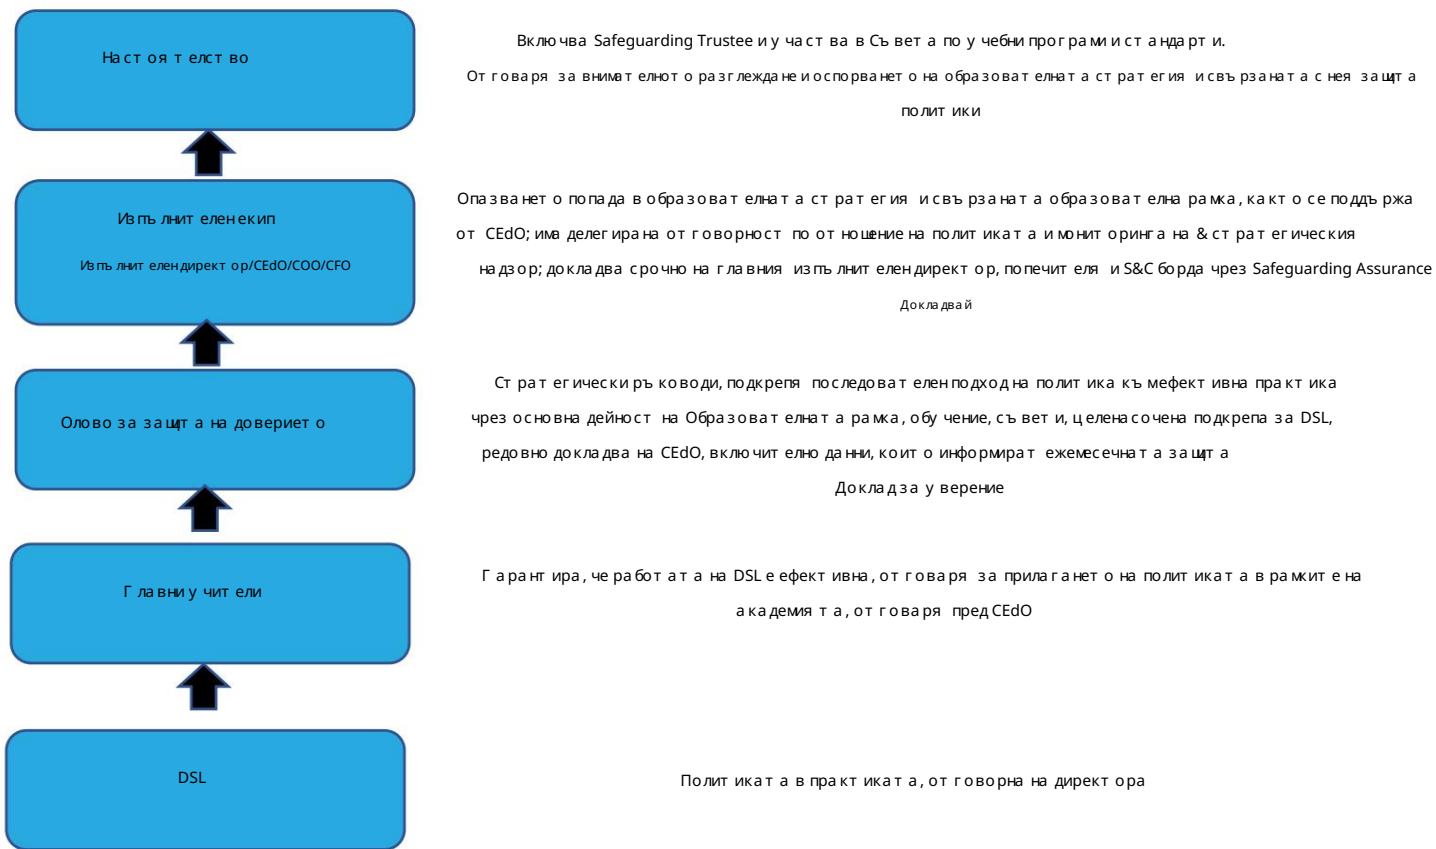 Настоятелство
Включва Safeguarding Trustee и участва в Съвета по учебни програми и стандарти.
Отговаря за внимателното разглеждане и оспорването на образователната стратегия и свързаната с нея защита
политики
Изпълнителен екип
Изпълнителен директор/CEdO/COO/CFO
Опазването попада в образователната стратегия и свързаната образователна рамка, както се поддържа
от CEdO; има делегирана отговорност по отношение на политиката и мониторинга на & стратегическия
надзор; докладва срочно на главния изпълнителен директор, попечителя и S&C борда чрез Safeguarding Assurance
Докладвай
Олово за защита на доверието
Стратегически ръководи, подкрепя последователен подход на политика към ефективна практика
чрез основна дейност на Образователната рамка, обучение, съвети, целенасочена подкрепа за DSL,
редовно докладва на CEdO, включително данни, които информират ежемесечната защита
Доклад за уверение
Главни учители
Гарантира, че работата на DSL е ефективна, отговаря за прилагането на политиката в рамките на
академията, отговаря пред CEdO
DSL
Политиката в практиката, отговорна на директора